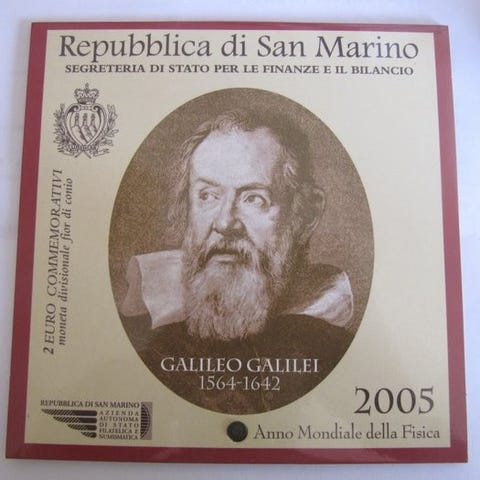 Repubblica di San Marino
SEGRETERIA DI STATO PER LE FINANZE E IL BILANCIO
2 EURO COMMEMORATIVI
moneta divisionale fior di conio
GALILEO GALILEI
1564-1642
REPUBBLICA DI SAN MARINO
AZIENDA
AUTONOMA
DI STATO
FILATELICA E
NUMISMATICA
2005
Anno Mondiale della Fisica